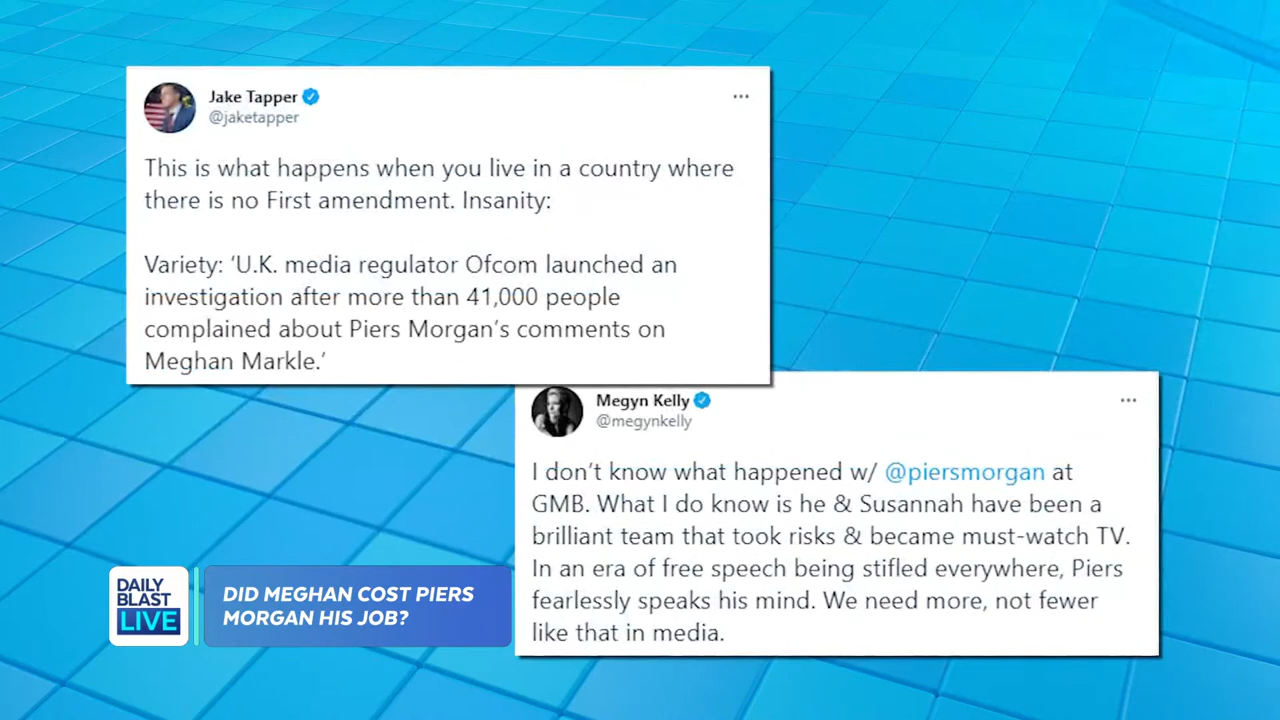 Jake Tapper
@jaketapper
This is what happens when you live in a country where
there is no First amendment. Insanity:
Variety: ‘U.K. media regulator Ofcom launched an
investigation after more than 41,000 people
complained about Piers Morgan’s comments on
Meghan Markle.’
Megyn Kelly
@megynkelly
I don’t know what happened w/ @piersmorgan at
GMB. What I do know is he & Susannah have been a
brilliant team that took risks & became must-watch TV.
In an era of free speech being stifled everywhere, Piers
fearlessly speaks his mind. We need more, not fewer
like that in media.
DAILY
BLAST
LIVE
DID MEGHAN COST PIERS
MORGAN HIS JOB?